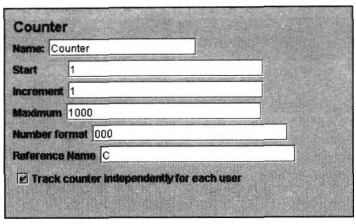 Counter
Name: Counter
Start 1
Increment 1
Maximum 1000
Number format 000
Reference Name C
Track counter independently for each user